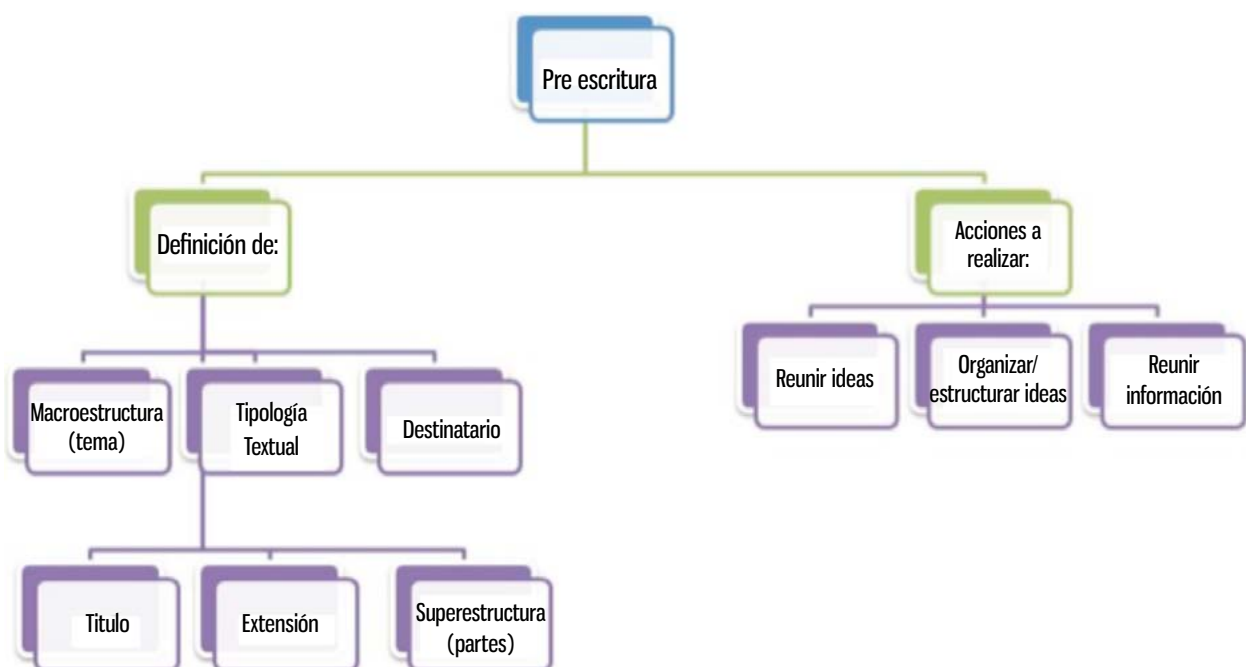 Pre escritura
Definición de:
Acciones a
realizar:
Macroestructura
(tema)
Tipología
Textual
Destinatario
Reunir ideas
Organizar/
estructurar ideas
Reunir
información
Titulo
Extensión
Superestructura
(partes)